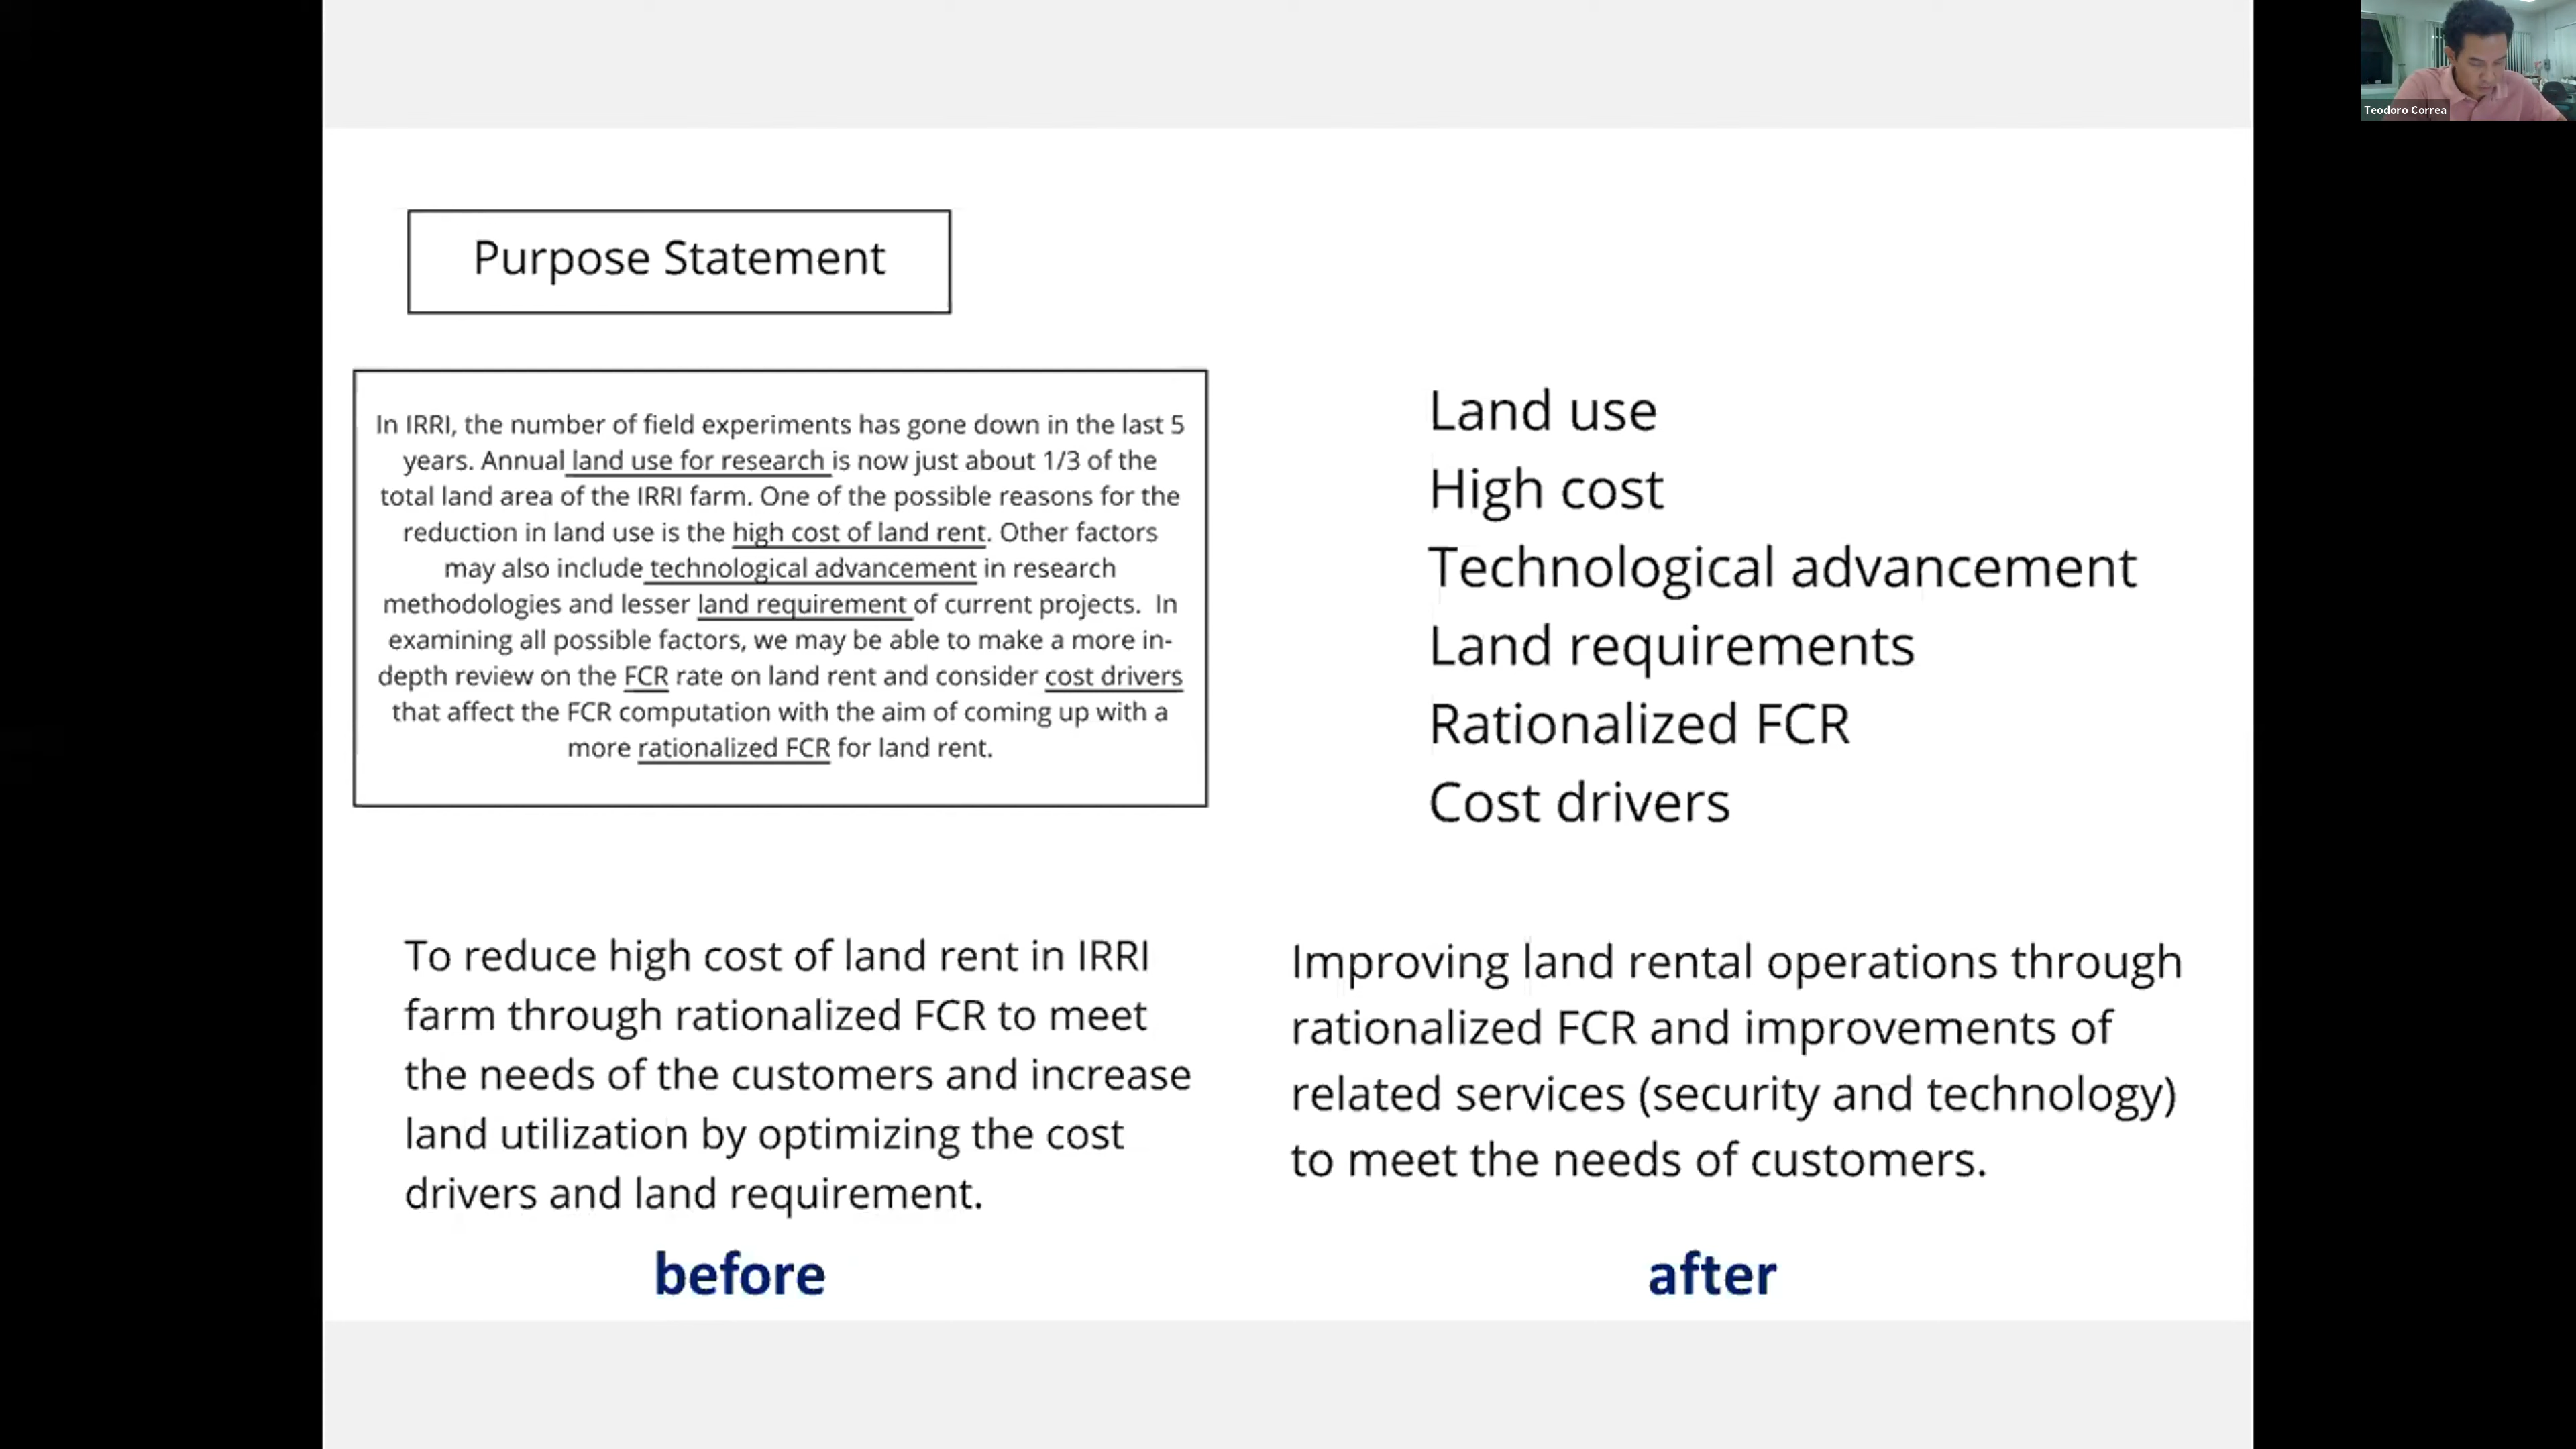 Teodoro Correa
Purpose Statement
In IRRI, the number of field experiments has gone down in the last 5
years. Annual land use for research is now just about 1/3 of the
total land area of the IRRI farm. One of the possible reasons for the
reduction in land use is the high cost of land rent. Other factors
may also include technological advancement in research
methodologies and lesser land requirement of current projects.  In
examining all possible factors, we may be able to make a more in-
depth review on the FCR rate on land rent and consider cost drivers
that affect the FCR computation with the aim of coming up with a
more rationalized FCR for land rent.
Land use
High cost
Technological advancement
Land requirements
Rationalized FCR
Cost drivers
To reduce high cost of land rent in IRRI
farm through rationalized FCR to meet
the needs of the customers and increase
land utilization by optimizing the cost
drivers and land requirement.
before
Improving land rental operations through
rationalized FCR and improvements of
related services (security and technology)
to meet the needs of customers.
after